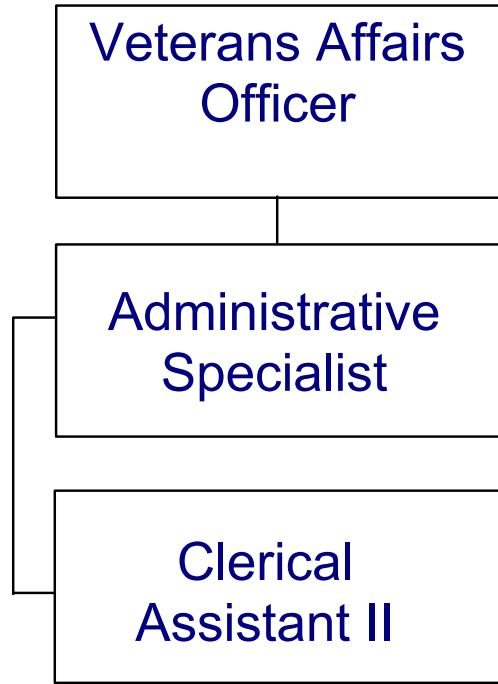 Veterans Affairs
Officer
Administrative
Specialist
Clerical
Assistant II